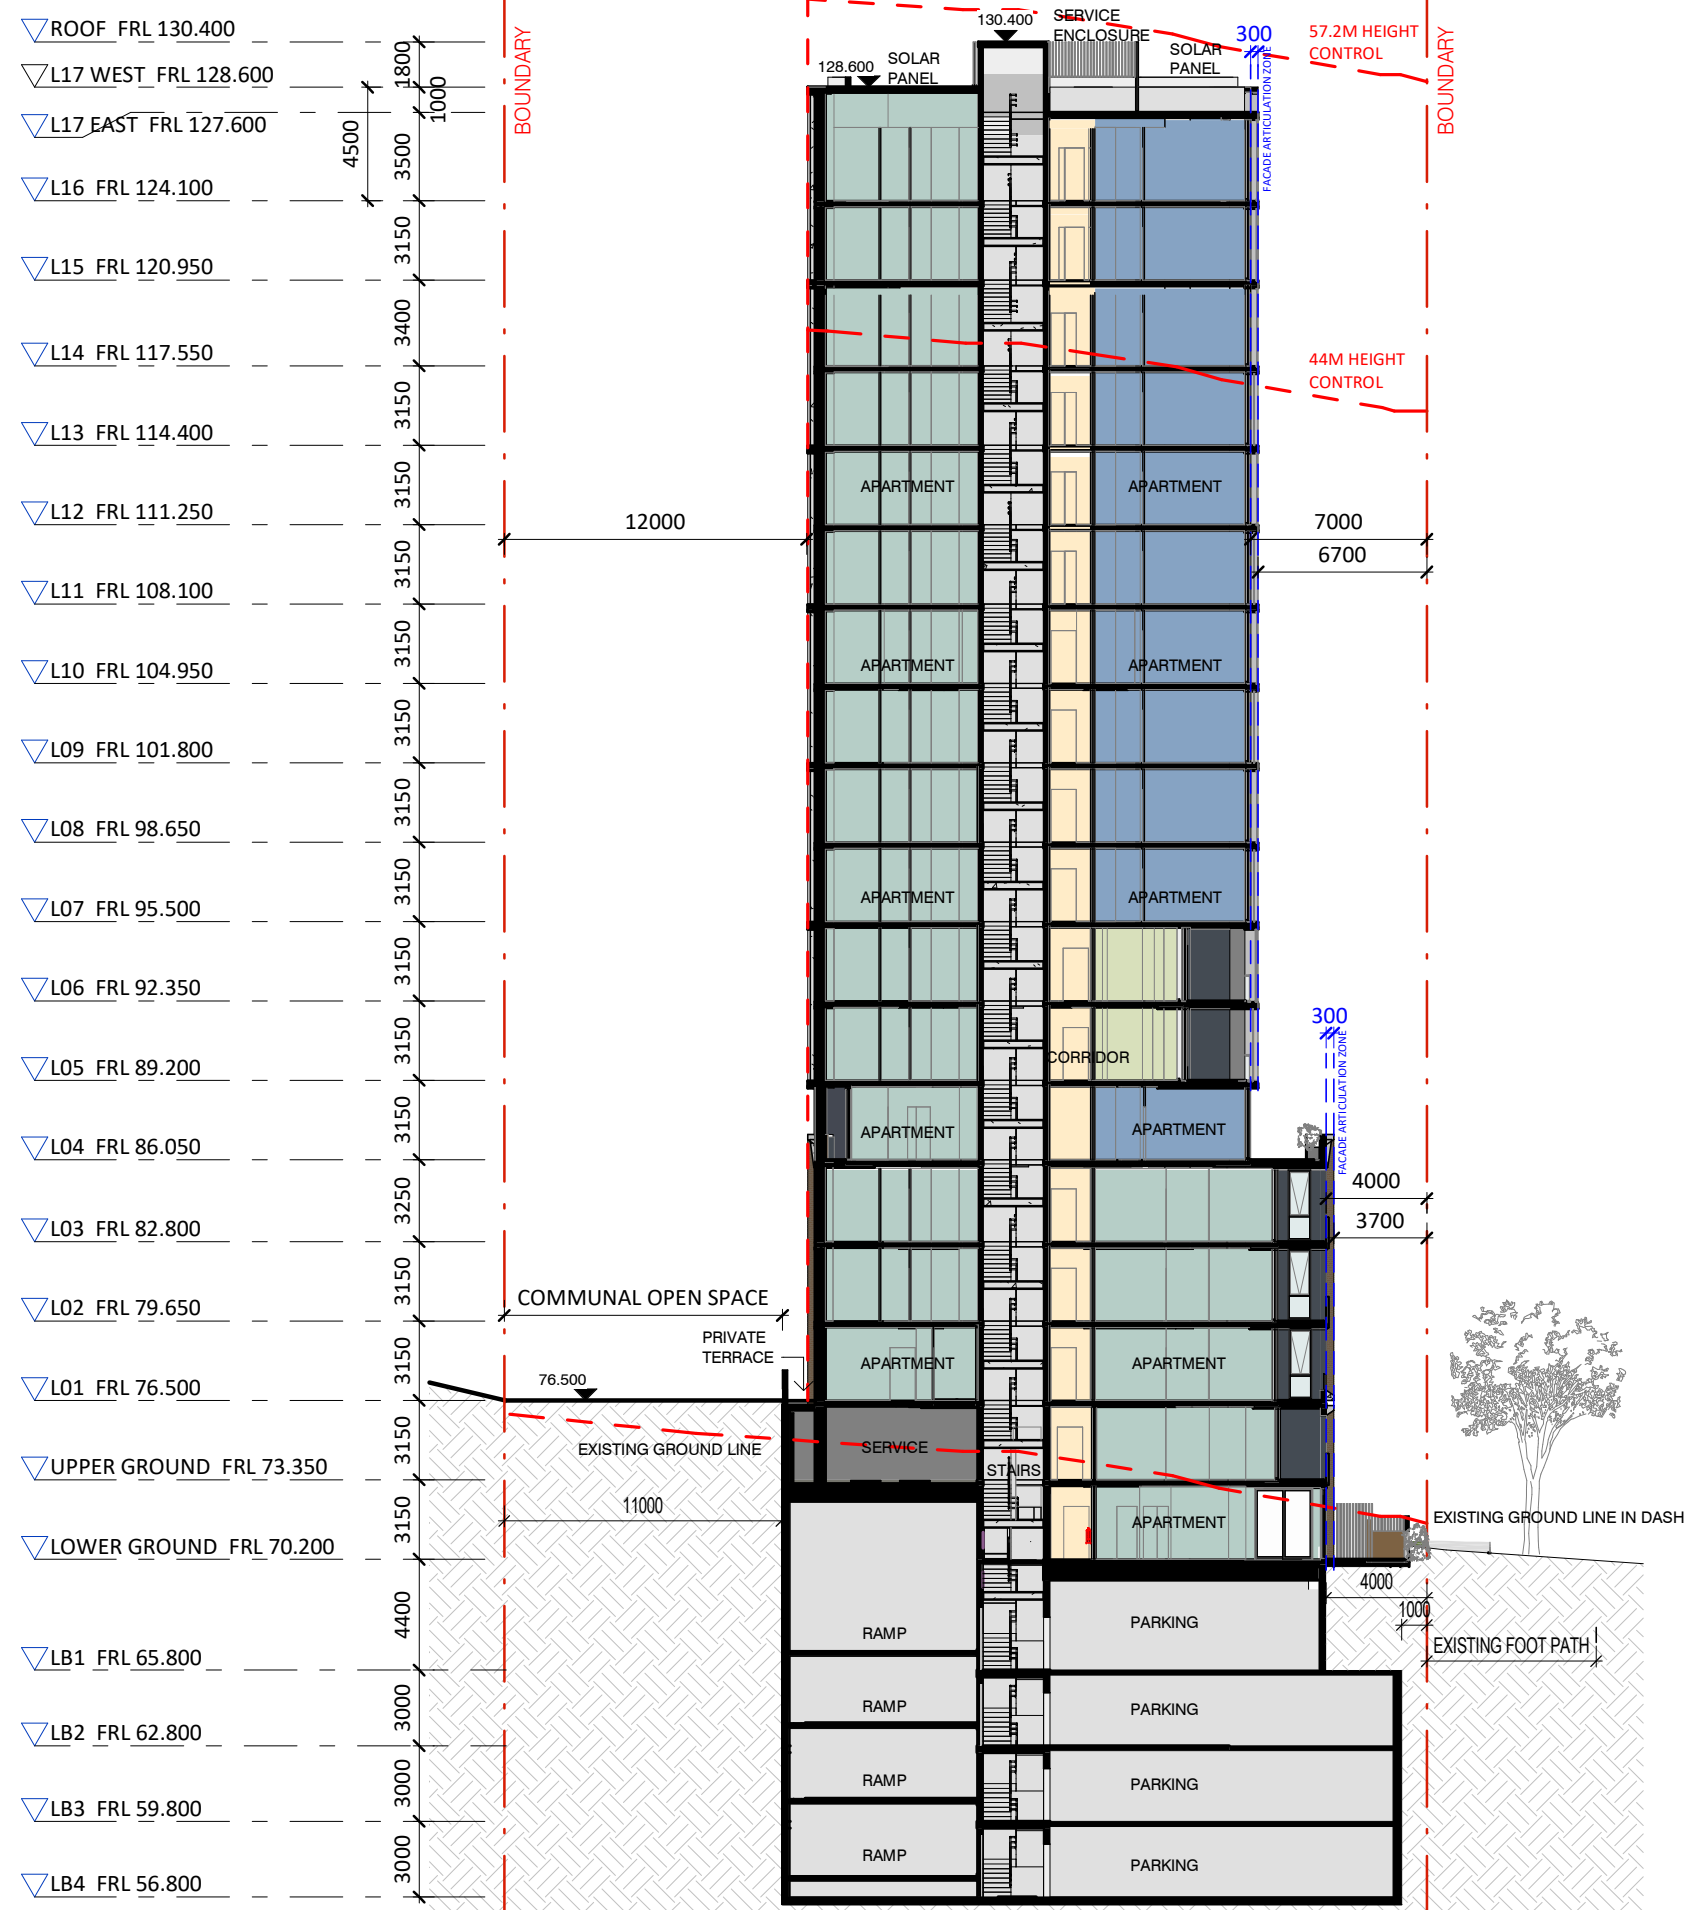 ROOF  FRL 130.400
L17 WEST  FRL 128.600
L17 EAST  FRL 127.600
L16  FRL 124.100
L15  FRL 120.950
L14  FRL 117.550
L13  FRL 114.400
L12  FRL 111.250
L11  FRL 108.100
L10  FRL 104.950
L09  FRL 101.800
L08  FRL 98.650
L07  FRL 95.500
L06  FRL 92.350
L05  FRL 89.200
L04  FRL 86.050
L03  FRL 82.800
L02  FRL 79.650
L01  FRL 76.500
UPPER GROUND  FRL 73.350
LOWER GROUND  FRL 70.200
LB1  FRL 65.800
LB2  FRL 62.800
LB3  FRL 59.800
LB4  FRL 56.800
1800
1000
4500
3500
3150
3400
3150
3150
3150
3150
3150
3150
3150
3150
3150
3150
3250
3150
3150
3150
3150
4400
3000
3000
3000
BOUNDARY
130.400
SERVICE
ENCLOSURE
128.600
SOLAR
PANEL
SOLAR
PANEL
300
FACADE ARTICULATION ZONE
57.2M HEIGHT
CONTROL
BOUNDARY
44M HEIGHT
CONTROL
12000
APARTMENT
APARTMENT
7000
6700
APARTMENT
APARTMENT
APARTMENT
APARTMENT
CORRIDOR
300
FACADE ARTICULATION ZONE
APARTMENT
APARTMENT
4000
3700
COMMUNAL OPEN SPACE
PRIVATE
TERRACE
APARTMENT
APARTMENT
76.500
EXISTING GROUND LINE
SERVICE
STAIRS
11000
APARTMENT
EXISTING GROUND LINE IN DASH
4000
1000
EXISTING FOOT PATH
RAMP
PARKING
RAMP
PARKING
RAMP
PARKING
RAMP
PARKING